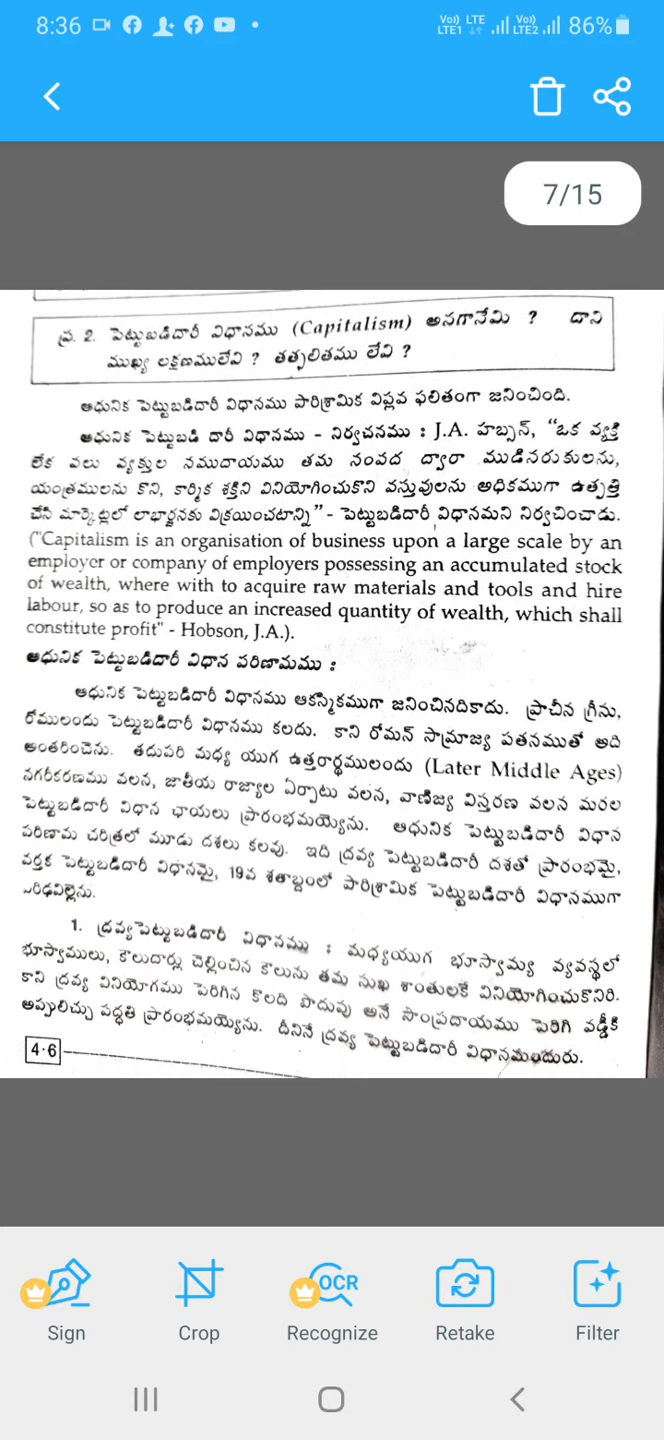 8:36
Vo)) LTE LTE1 Vo)) LTE2 86%
7/15
ప్ర. 2. పెట్టుబడిదారీ విధానము (Capitalism) అనగానేమి ? దాని
ముఖ్య లక్షణములేవి ? తత్ఫలితము లేవి ?
ఆధునిక పెట్టుబడిదారీ విధానము పారిశ్రామిక విప్లవ ఫలితంగా జనించింది.
ఆధునిక పెట్టుబడి దారీ విధానము - నిర్వచనము : J.A. హబ్సన్, “ఒక వ్యక్తి
లేక పలు వ్యక్తుల సముదాయము తమ సంపద ద్వారా ముడిసరుకులను,
యంత్రములను కొని, కార్మిక శక్తిని వినియోగించుకొని వస్తువులను అధికముగా ఉత్పత్తి
చేసి మార్కెట్లలో లాభార్జనకు విక్రయించటాన్ని” - పెట్టుబడిదారీ విధానమని నిర్వచించాడు.
("Capitalism is an organisation of business upon a large scale by an
employer or company of employers possessing an accumulated stock
of wealth, where with to acquire raw materials and tools and hire
labour, so as to produce an increased quantity of wealth, which shall
constitute profit" - Hobson, J.A.).
ఆధునిక పెట్టుబడిదారీ విధాన పరిణామము :
ఆధునిక పెట్టుబడిదారీ విధానము ఆకస్మికముగా జనించినదికాదు. ప్రాచీన గ్రీసు,
రోములందు పెట్టుబడిదారీ విధానము కలదు. కాని రోమన్ సామ్రాజ్య పతనముతో అది
అంతరించెను. తదుపరి మధ్య యుగ ఉత్తరార్థములందు (Later Middle Ages)
నగరీకరణము వలన, జాతీయ రాజ్యాల ఏర్పాటు వలన, వాణిజ్య విస్తరణ వలన మరల
పెట్టుబడిదారీ విధాన ఛాయలు ప్రారంభమయ్యెను. ఆధునిక పెట్టుబడిదారీ విధాన
పరిణామ చరిత్రలో మూడు దశలు కలవు. ఇది ద్రవ్య పెట్టుబడిదారీ దశతో ప్రారంభమై,
వర్తక పెట్టుబడిదారీ విధానమై, 19వ శతాబ్దంలో పారిశ్రామిక పెట్టుబడిదారీ విధానముగా
పరిఢవిల్లెను.
1. ద్రవ్యపెట్టుబడిదారీ విధానము : మధ్యయుగ భూస్వామ్య వ్యవస్థలో
భూస్వాములు, కౌలుదార్లు చెల్లించిన కౌలును తమ సుఖ శాంతులకే వినియోగించుకొనిరి.
కాని ద్రవ్య వినియోగము పెరిగిన కొలది పొదుపు అనే సాంప్రదాయము పెరిగి వడ్డీకి
అప్పులిచ్చు పద్ధతి ప్రారంభమయ్యెను. దీనినే ద్రవ్య పెట్టుబడిదారీ విధానమందురు.
4·6
Sign Crop OCR Recognize Retake Filter